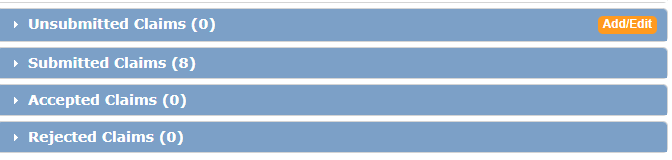 Unsubmitted Claims (0) Add/Edit
Submitted Claims (8)
Accepted Claims (0)
Rejected Claims (0)